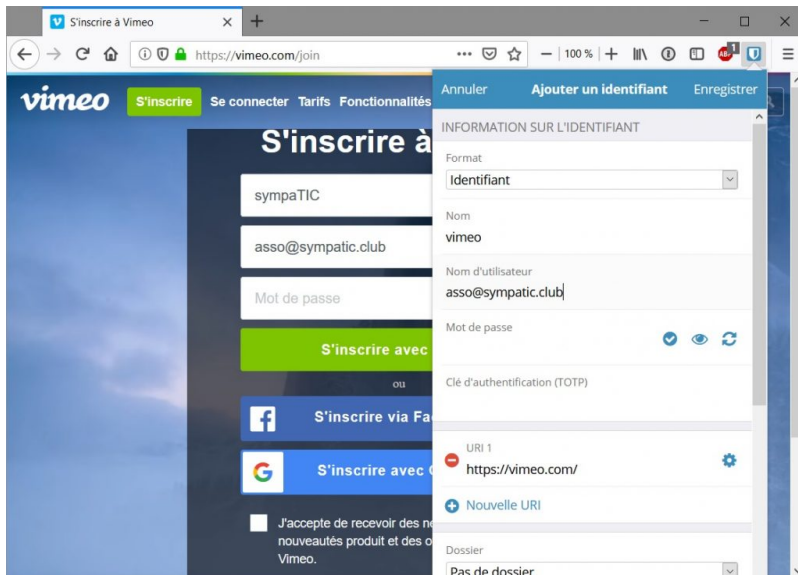 S'inscrire à Vimeo
https://vimeo.com/join
100 %
vimeo
S'inscrire
Se connecter
Tarifs
Fonctionnalités
S'inscrire à
sympaTIC
asso@sympatic.club
Mot de passe
S'inscrire avec
ou
S'inscrire via Fa
S'inscrire avec
J'accepte de recevoir des n
nouveautés produit et des o
Vimeo.
Annuler
Ajouter un identifiant
Enregistrer
INFORMATION SUR L'IDENTIFIANT
Format
Identifiant
Nom
vimeo
Nom d'utilisateur
asso@sympatic.club
Mot de passe
Clé d'authentification (TOTP)
URI 1
https://vimeo.com/
Nouvelle URI
Dossier
Pas de dossier